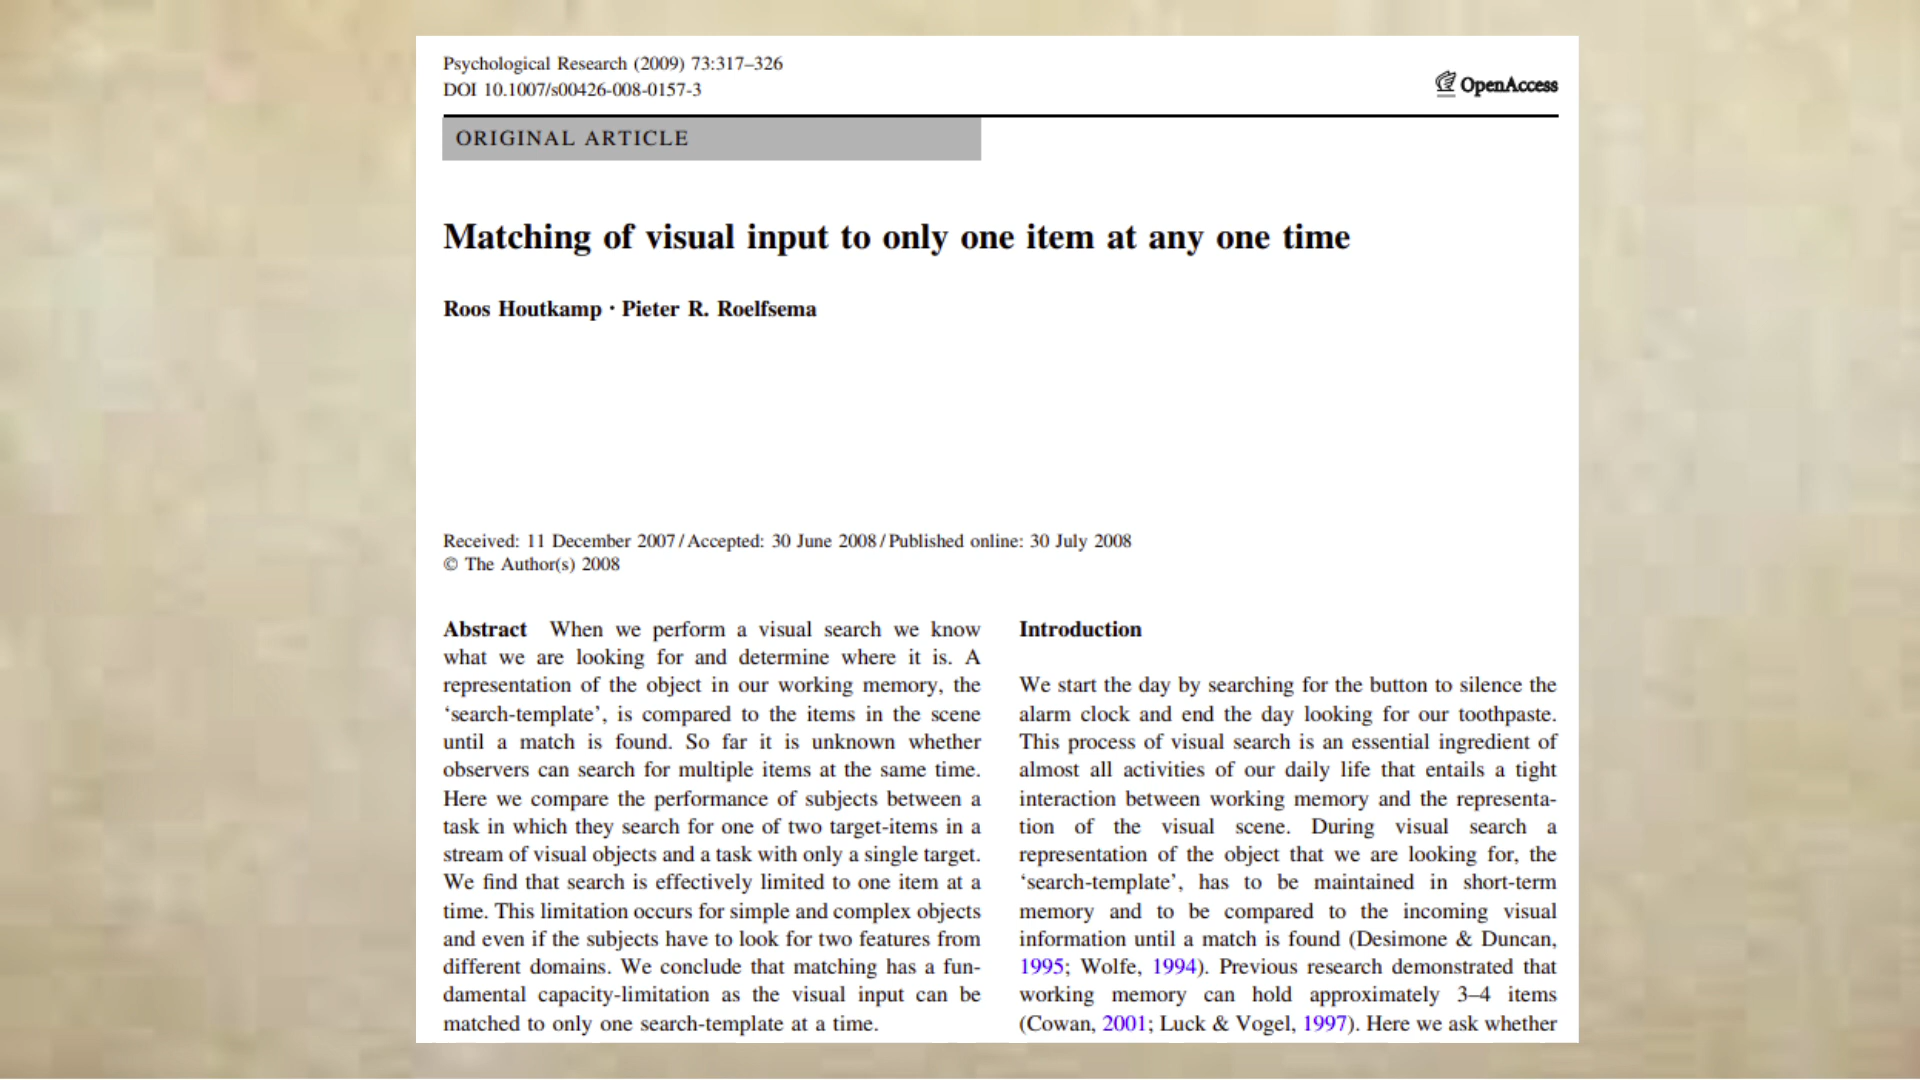 Psychological Research (2009) 73:317–326
DOI 10.1007/s00426-008-0157-3
OpenAccess
ORIGINAL ARTICLE
Matching of visual input to only one item at any one time
Roos Houtkamp · Pieter R. Roelfsema
Received: 11 December 2007 / Accepted: 30 June 2008 / Published online: 30 July 2008
© The Author(s) 2008
Abstract When we perform a visual search we know
what we are looking for and determine where it is. A
representation of the object in our working memory, the
‘search-template’, is compared to the items in the scene
until a match is found. So far it is unknown whether
observers can search for multiple items at the same time.
Here we compare the performance of subjects between a
task in which they search for one of two target-items in a
stream of visual objects and a task with only a single target.
We find that search is effectively limited to one item at a
time. This limitation occurs for simple and complex objects
and even if the subjects have to look for two features from
different domains. We conclude that matching has a fun-
damental capacity-limitation as the visual input can be
matched to only one search-template at a time.
Introduction
We start the day by searching for the button to silence the
alarm clock and end the day looking for our toothpaste.
This process of visual search is an essential ingredient of
almost all activities of our daily life that entails a tight
interaction between working memory and the representa-
tion of the visual scene. During visual search a
representation of the object that we are looking for, the
‘search-template’, has to be maintained in short-term
memory and to be compared to the incoming visual
information until a match is found (Desimone & Duncan,
1995; Wolfe, 1994). Previous research demonstrated that
working memory can hold approximately 3–4 items
(Cowan, 2001; Luck & Vogel, 1997). Here we ask whether